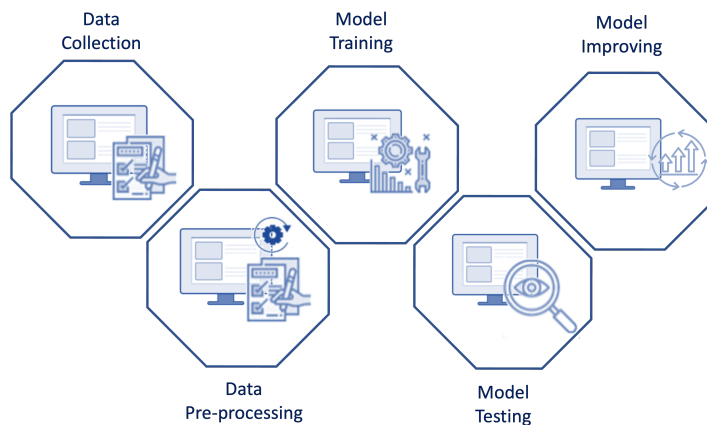 Data
Collection
Model
Training
Model
Improving
Data
Pre-processing
Model
Testing